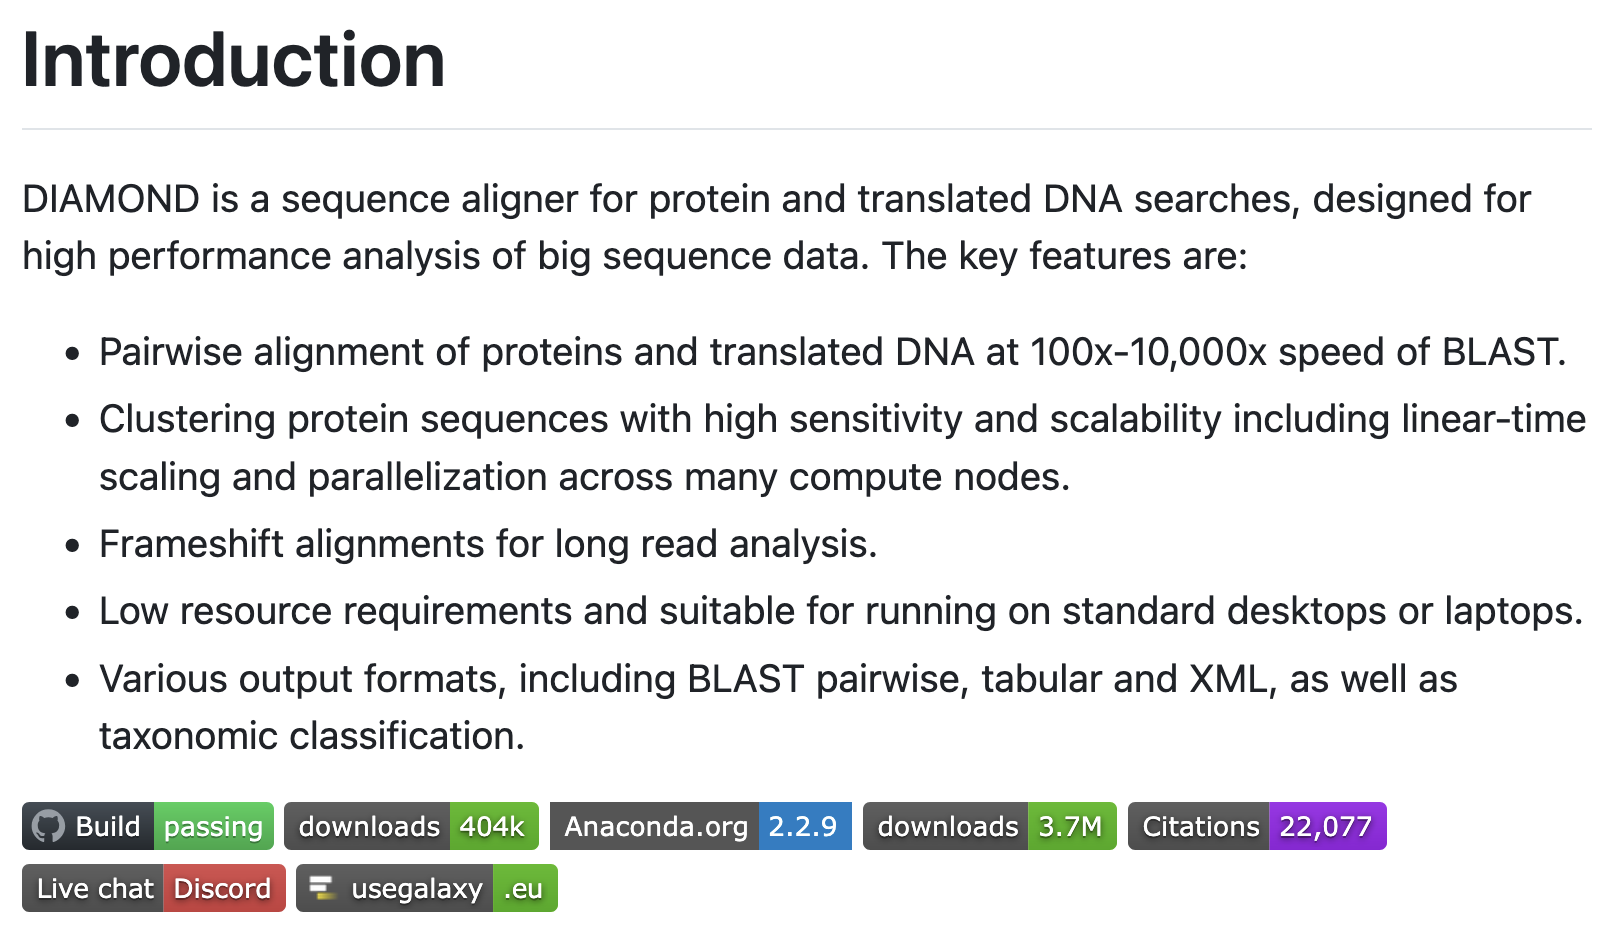 Introduction
DIAMOND is a sequence aligner for protein and translated DNA searches, designed for
high performance analysis of big sequence data. The key features are:
• Pairwise alignment of proteins and translated DNA at 100x-10,000x speed of BLAST.
• Clustering protein sequences with high sensitivity and scalability including linear-time
scaling and parallelization across many compute nodes.
• Frameshift alignments for long read analysis.
• Low resource requirements and suitable for running on standard desktops or laptops.
• Various output formats, including BLAST pairwise, tabular and XML, as well as
taxonomic classification.
Build passing downloads 404k Anaconda.org 2.2.9 downloads 3.7M Citations 22,077
Live chat Discord usegalaxy .eu